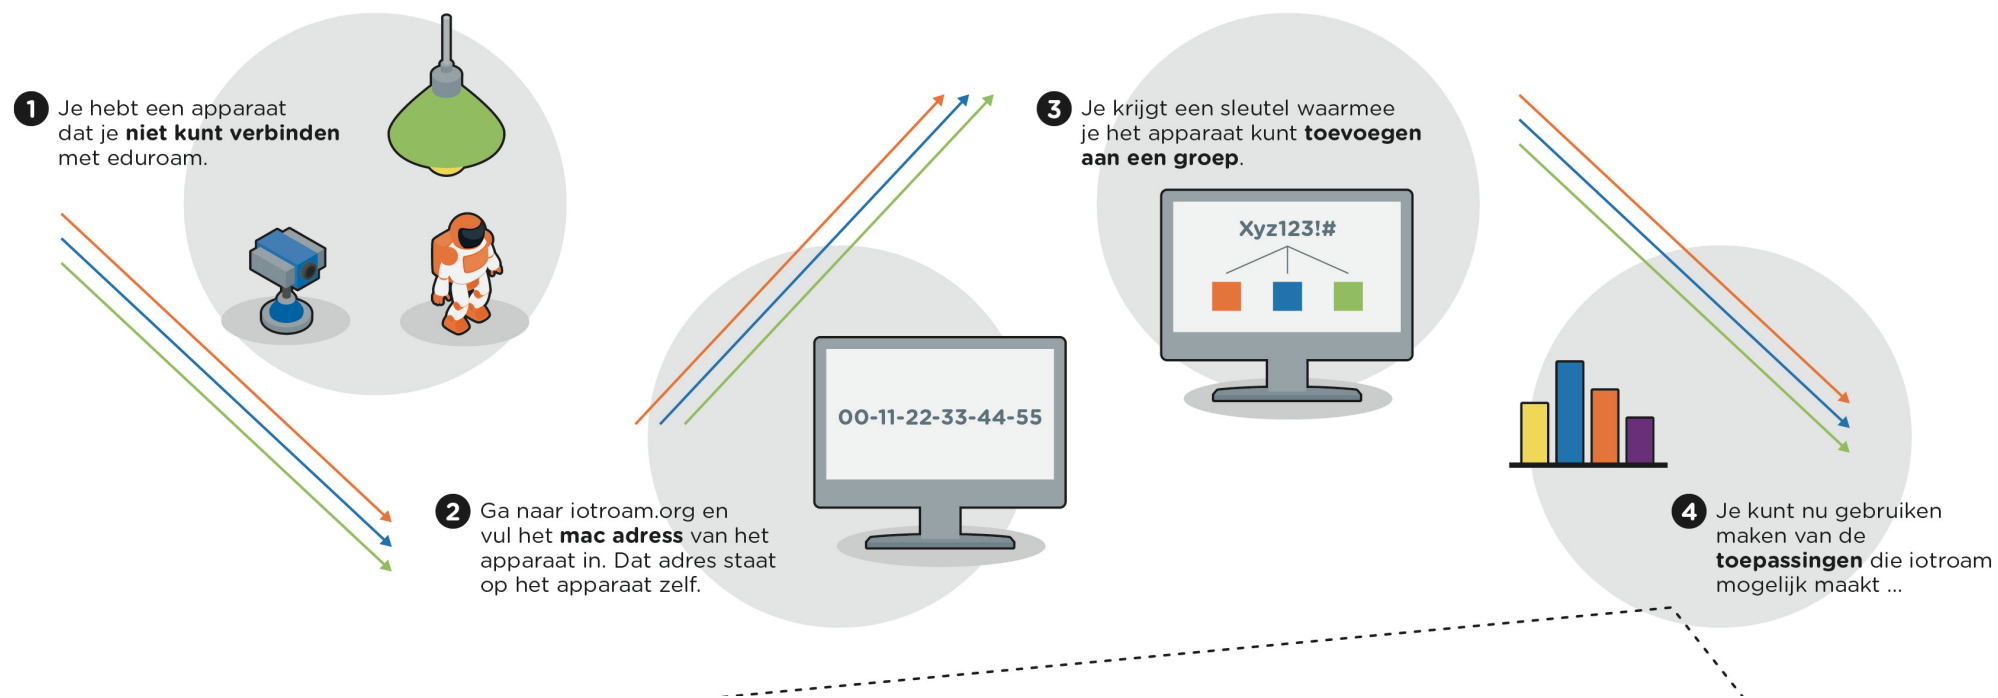 1 Je hebt een apparaat
dat je niet kunt verbinden
met eduroam.
2 Ga naar iotroam.org en
vul het mac adress van het
apparaat in. Dat adres staat
op het apparaat zelf.
00-11-22-33-44-55
3 Je krijgt een sleutel waarmee
je het apparaat kunt toevoegen
aan een groep.
Xyz123!#
4 Je kunt nu gebruiken
maken van de
toepassingen die iotroam
mogelijk maakt ...